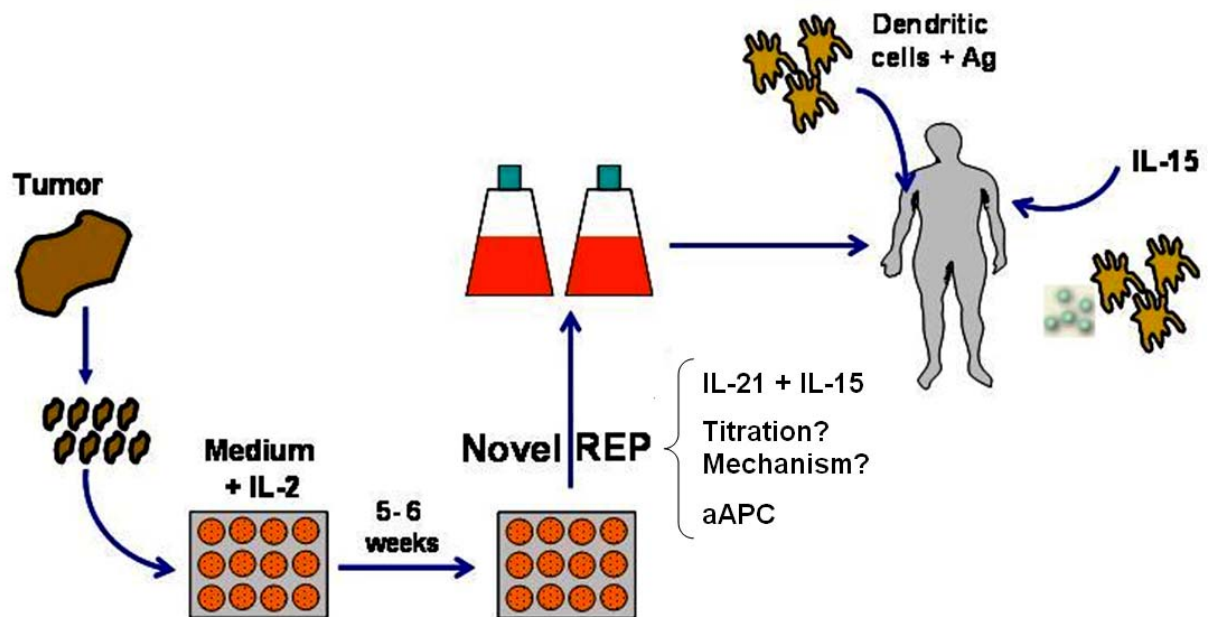 Tumor
Medium
+ IL-2
5-6
weeks
Novel REP
IL-21 + IL-15
Titration?
Mechanism?
aAPC
Dendritic
cells + Ag
IL-15